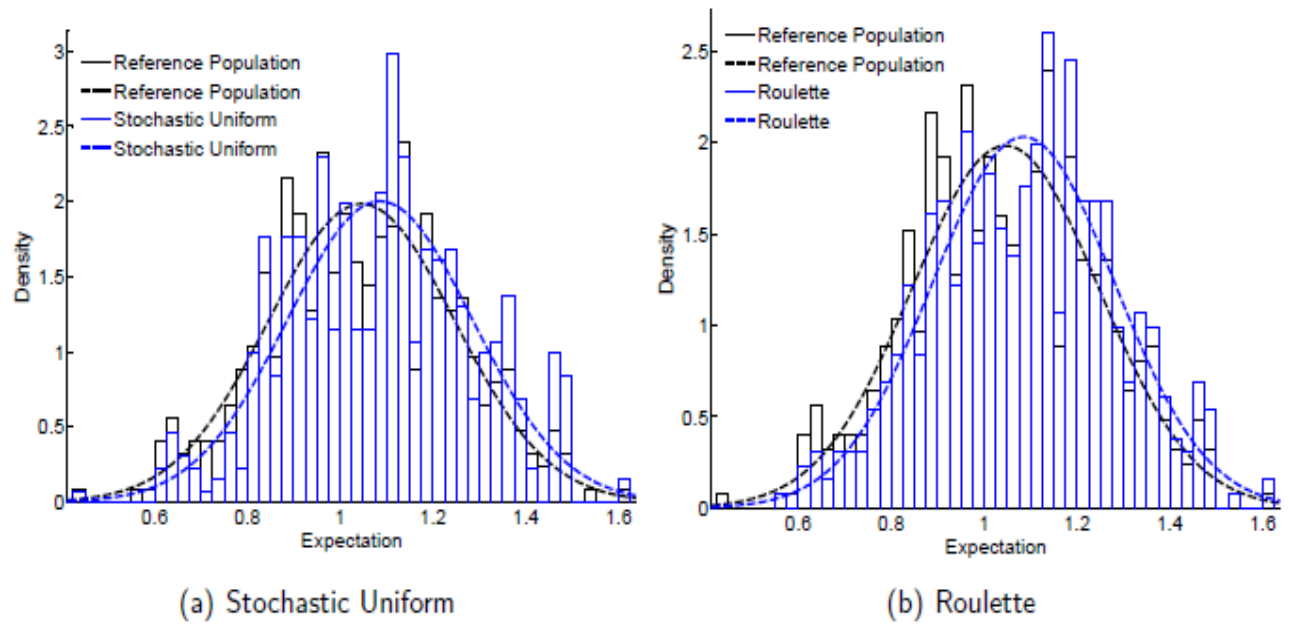 3
2.5
2
1.5
1
0.5
0
Density
Reference Population
Reference Population
Stochastic Uniform
Stochastic Uniform
0.6 0.8 1 1.2 1.4 1.6
Expectation
(a) Stochastic Uniform
2.5
2
1.5
1
0.5
0
Density
Reference Population
Reference Population
Roulette
Roulette
0.6 0.8 1 1.2 1.4 1.6
Expectation
(b) Roulette